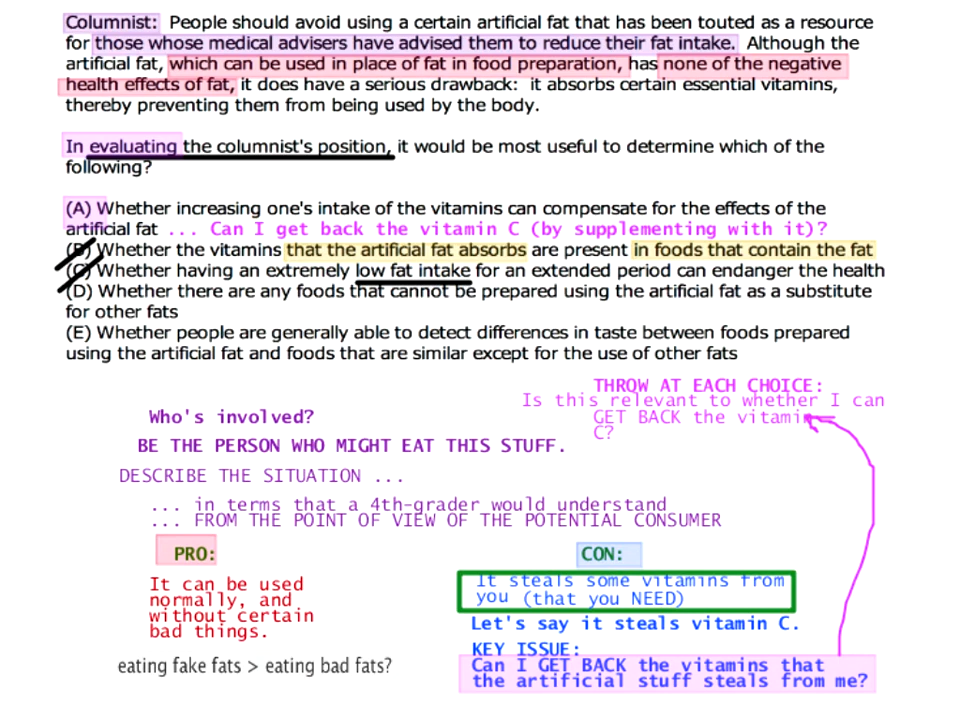 Columnist: People should avoid using a certain artificial fat that has been touted as a resource
for those whose medical advisers have advised them to reduce their fat intake. Although the
artificial fat, which can be used in place of fat in food preparation, has none of the negative
health effects of fat, it does have a serious drawback: it absorbs certain essential vitamins,
thereby preventing them from being used by the body.
In evaluating the columnist's position, it would be most useful to determine which of the
following?
(A) Whether increasing one's intake of the vitamins can compensate for the effects of the
artificial fat ... Can I get back the vitamin C (by supplementing with it)?
(B) Whether the vitamins that the artificial fat absorbs are present in foods that contain the fat
(C) Whether having an extremely low fat intake for an extended period can endanger the health
(D) Whether there are any foods that cannot be prepared using the artificial fat as a substitute
for other fats
(E) Whether people are generally able to detect differences in taste between foods prepared
using the artificial fat and foods that are similar except for the use of other fats
THROW AT EACH CHOICE:
Is this relevant to whether I can
GET BACK the vitamin
C?
Who's involved?
BE THE PERSON WHO MIGHT EAT THIS STUFF.
DESCRIBE THE SITUATION ...
... in terms that a 4th-grader would understand
... FROM THE POINT OF VIEW OF THE POTENTIAL CONSUMER
PRO:
It can be used
normally, and
without certain
bad things.
eating fake fats > eating bad fats?
CON:
It steals some vitamins from
you (that you NEED)
Let's say it steals vitamin C.
KEY ISSUE:
Can I GET BACK the vitamins that
the artificial stuff steals from me?